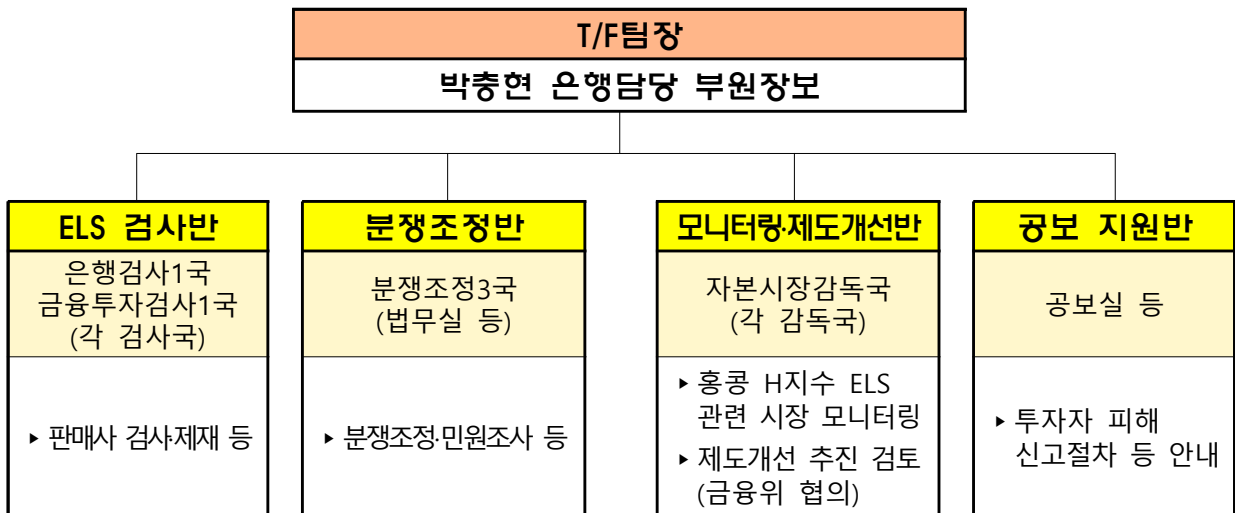 T/F팀장
박충현 은행담당 부원장보
ELS 검사반
은행검사1국
금융투자검사1국
(각 검사국)
▸ 판매사 검사·제재 등
분쟁조정반
분쟁조정3국
(법무실 등)
▸ 분쟁조정·민원조사 등
모니터링·제도개선반
자본시장감독국
(각 감독국)
▸ 홍콩 H지수 ELS
관련 시장 모니터링
▸ 제도개선 추진 검토
(금융위 협의)
공보 지원반
공보실 등
▸ 투자자 피해
신고절차 등 안내